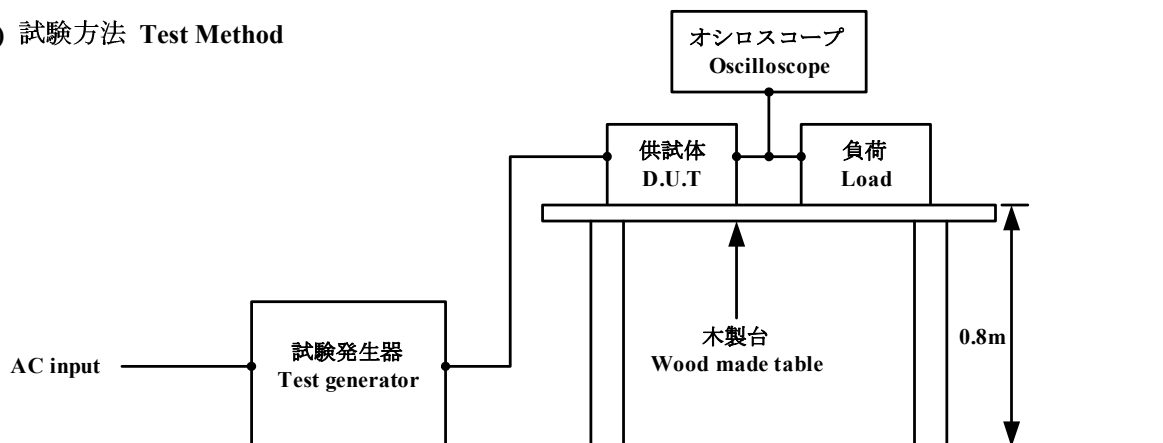 ) 試験方法 Test Method
オシロスコープ
Oscilloscope
供試体
D.U.T
負荷
Load
木製台
Wood made table
0.8m
試験発生器
Test generator
AC input